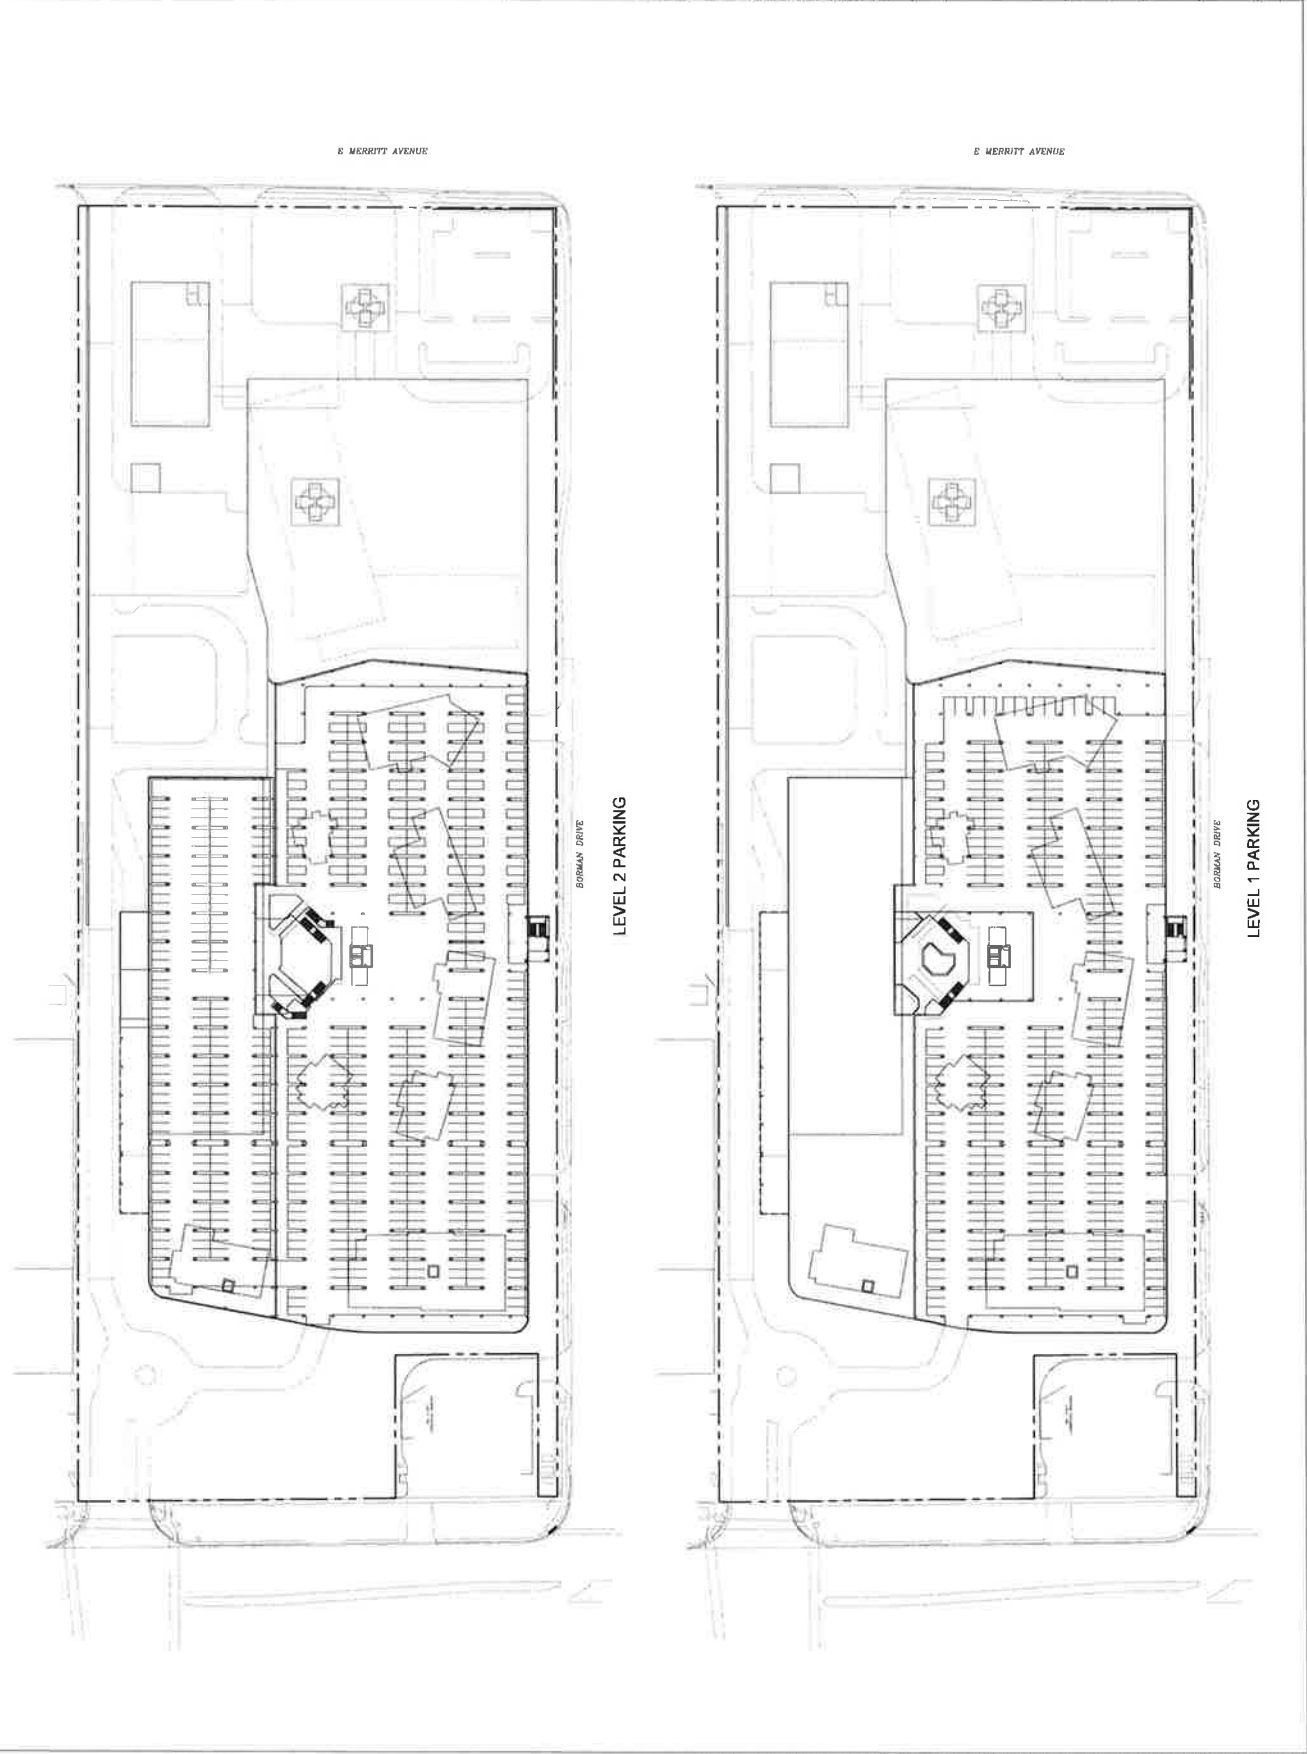 E MERRITT AVENUE
BORMAN DRIVE
LEVEL 2 PARKING
E MERRITT AVENUE
BORMAN DRIVE
LEVEL 1 PARKING